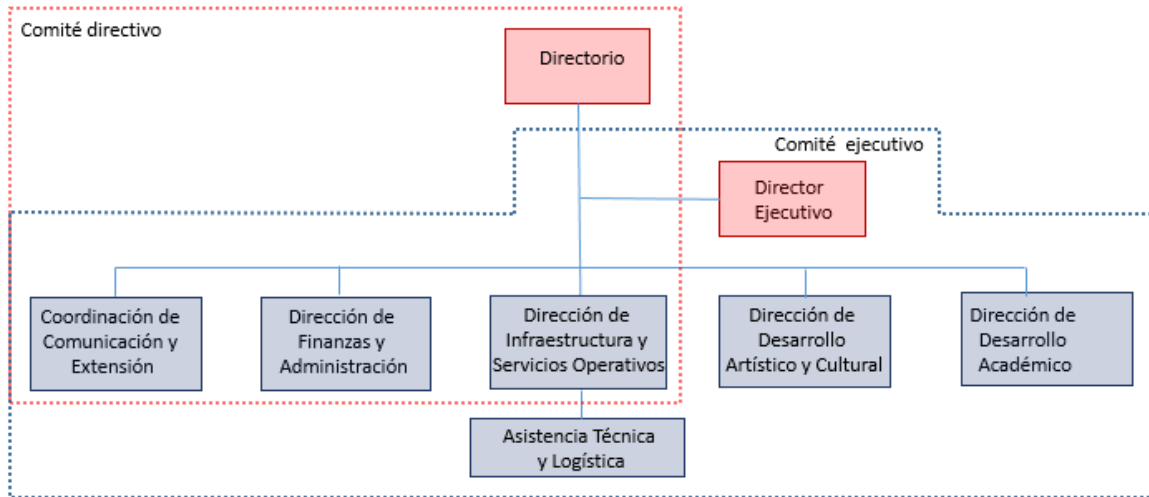 Comité directivo
Directorio
Comité ejecutivo
Director
Ejecutivo
Coordinación de
Comunicación y
Extensión
Dirección de
Finanzas y
Administración
Dirección de
Infraestructura y
Servicios Operativos
Dirección de
Desarrollo
Artístico y Cultural
Dirección de
Desarrollo
Académico
Asistencia Técnica
y Logística